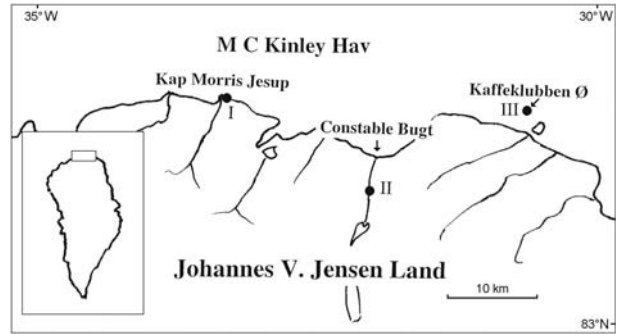 35°W
30°W
M C Kinley Hav
Kap Morris Jesup
I
Kaffeklubben Ø
III
Constable Bugt
II
Johannes V. Jensen Land
10 km
83°N